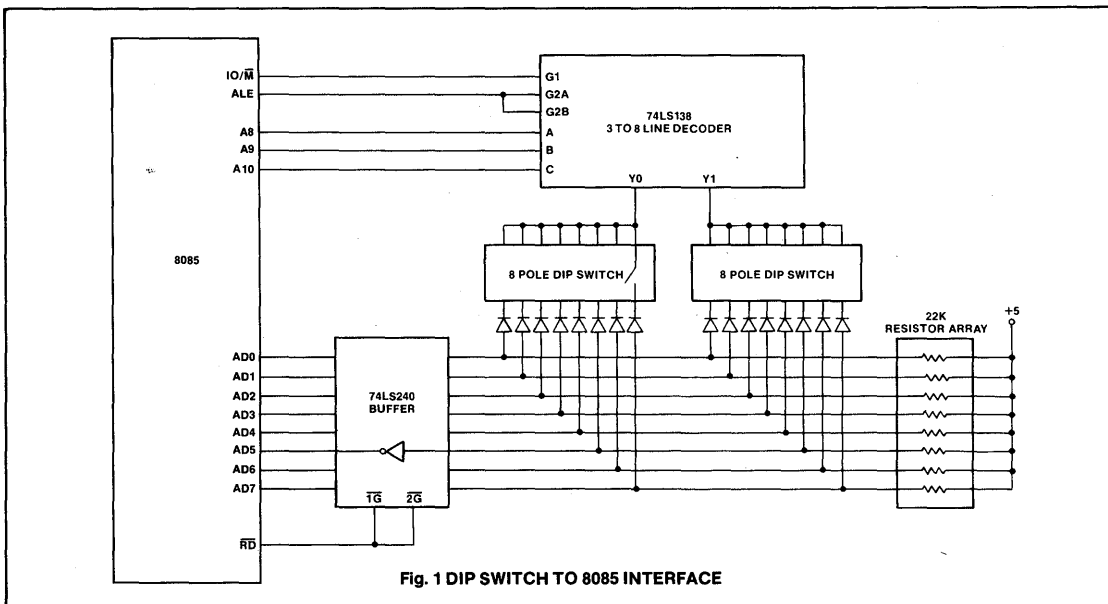 IO/M̅
ALE
A8
A9
A10
8085
AD0
AD1
AD2
AD3
AD4
AD5
AD6
AD7
R̅D̅
G1
G2A
G2B
A
B
C
74LS138
3 TO 8 LINE DECODER
Y0
Y1
8 POLE DIP SWITCH
8 POLE DIP SWITCH
22K
RESISTOR ARRAY
+5
74LS240
BUFFER
1̅G̅
2̅G̅
Fig. 1 DIP SWITCH TO 8085 INTERFACE